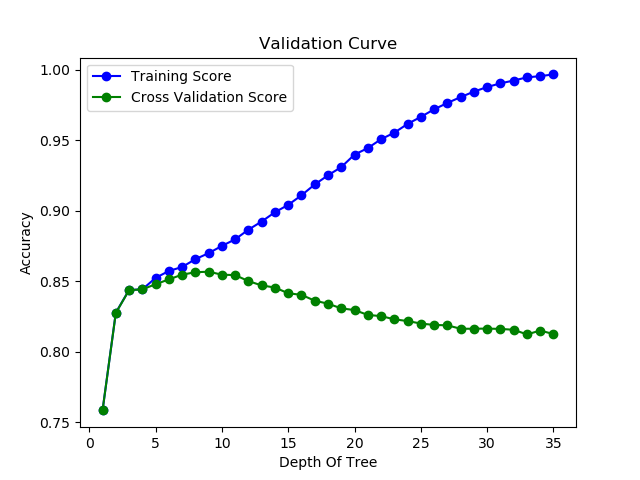 Validation Curve
Training Score
Cross Validation Score
1.00
0.95
0.90
0.85
0.80
0.75
Accuracy
0 5 10 15 20 25 30 35
Depth Of Tree